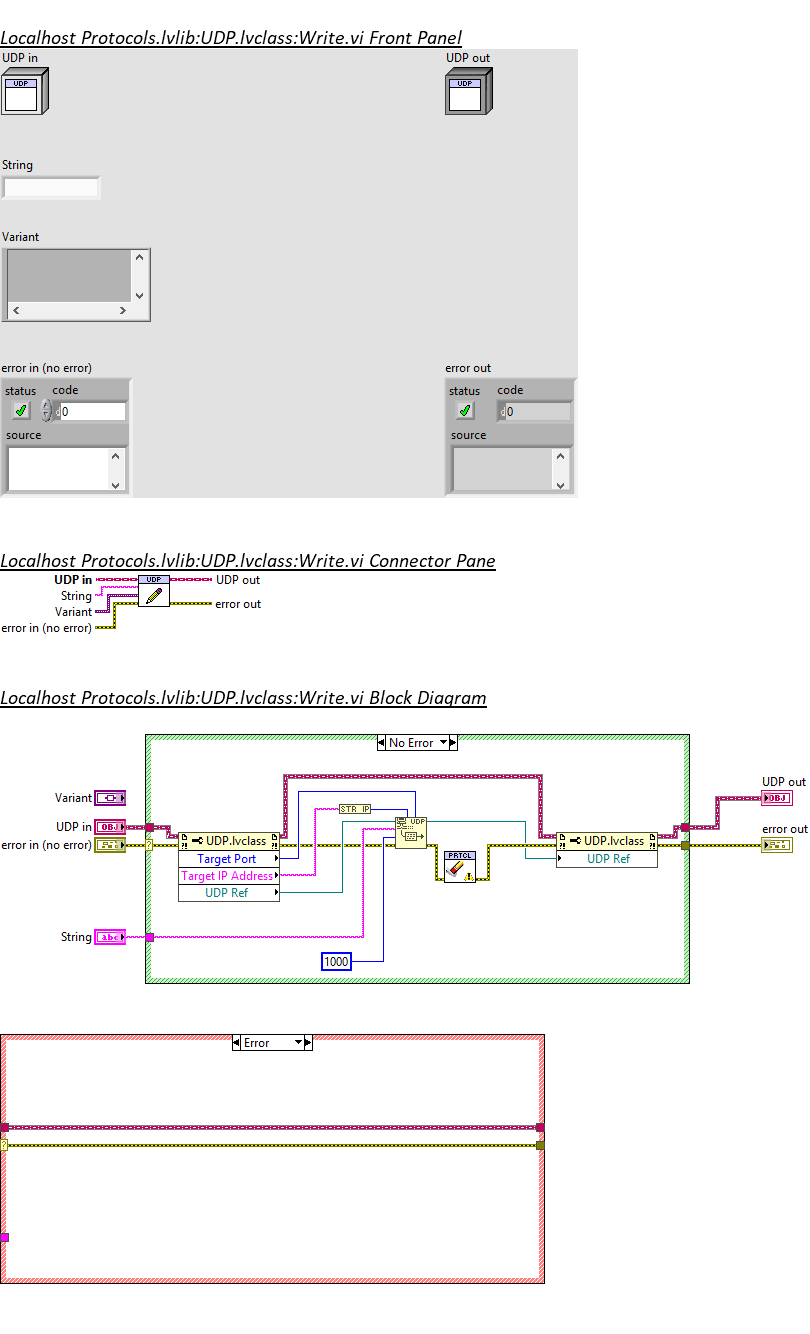 Localhost Protocols.lvlib:UDP.lvclass:Write.vi Front Panel
UDP in
UDP out
UDP
UDP
String
Variant
error in (no error)
error out
status code
status code
d 0
d 0
source
source
Localhost Protocols.lvlib:UDP.lvclass:Write.vi Connector Pane
UDP in
UDP
UDP out
String
Variant
error out
error in (no error)
Localhost Protocols.lvlib:UDP.lvclass:Write.vi Block Diagram
No Error
UDP out
Variant
OBJ
STR IP
UDP
UDP in
OBJ
error out
error in (no error)
?
UDP.lvclass
UDP.lvclass
Target Port
PRTCL
UDP Ref
Target IP Address
UDP Ref
String
abc
1000
Error
?